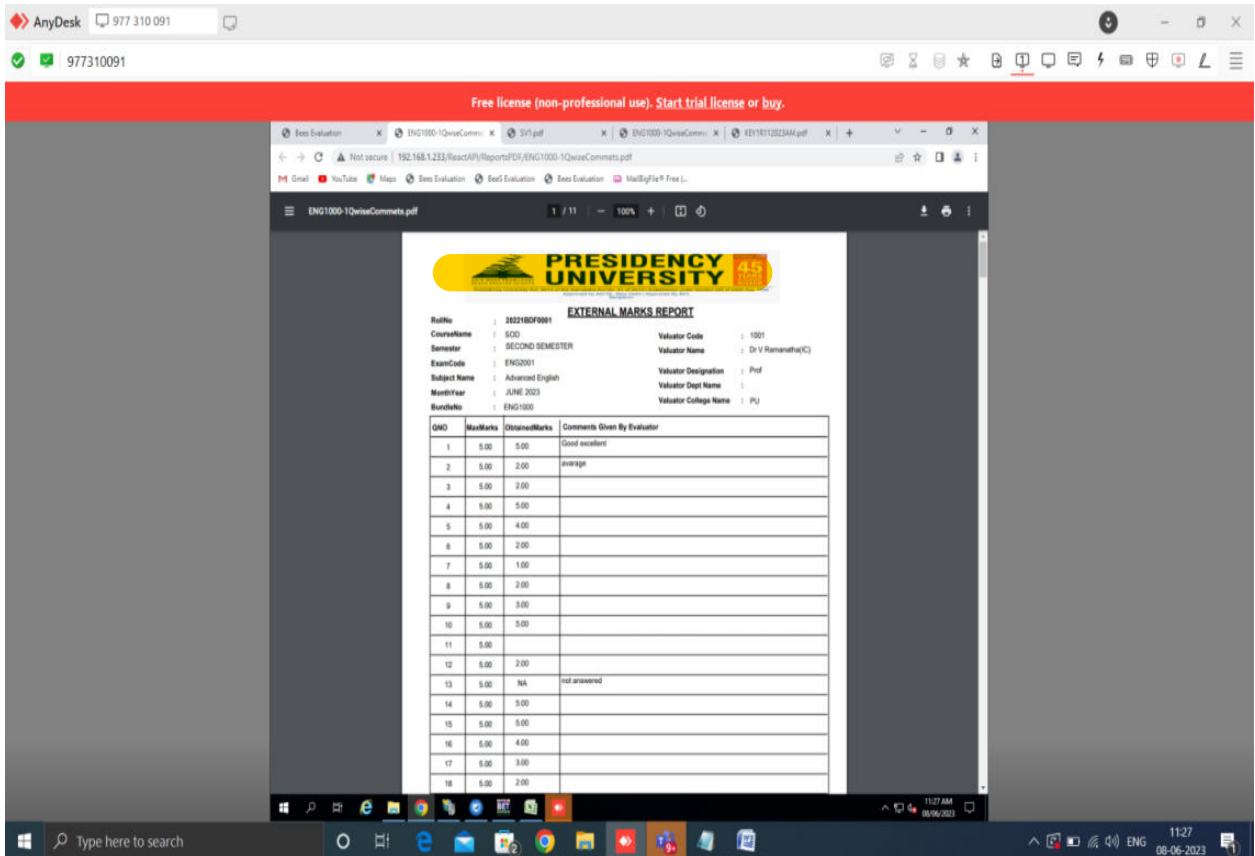 AnyDesk 977 310 091
977310091
Free license (non-professional use). Start trial license or buy.
Bees Evaluation ENG1000-1QwiseComme SV1.pdf ENG1000-1QwiseComme KEY1R112023AM.pdf
Not secure 192.168.1.233/ReactAPI/ReportsPDF/ENG1000-1QwiseCommets.pdf
Gmail YouTube Maps Bees Evaluation BeeS Evaluation Bees Evaluation MailBigFile® Free |...
ENG1000-1QwiseCommets.pdf 1 / 11 100%
PRESIDENCY
UNIVERSITY 45
EXTERNAL MARKS REPORT
RollNo : 20221BDF0001
CourseName : SOD Valuator Code : 1001
Semester : SECOND SEMESTER Valuator Name : Dr V Ramanatha(IC)
ExamCode : ENG2001 Valuator Designation : Prof
Subject Name : Advanced English Valuator Dept Name :
MonthYear : JUNE 2023 Valuator College Name : PU
BundleNo : ENG1000
QNO MaxMarks ObtainedMarks Comments Given By Evaluator
1 5.00 5.00 Good excellent
2 5.00 2.00 avarage
3 5.00 2.00
4 5.00 5.00
5 5.00 4.00
6 5.00 2.00
7 5.00 1.00
8 5.00 2.00
9 5.00 3.00
10 5.00 5.00
11 5.00
12 5.00 2.00
13 5.00 NA not answered
14 5.00 5.00
15 5.00 5.00
16 5.00 4.00
17 5.00 3.00
18 5.00 2.00
11:27 AM
08/06/2023
Type here to search ENG 11:27
08-06-2023